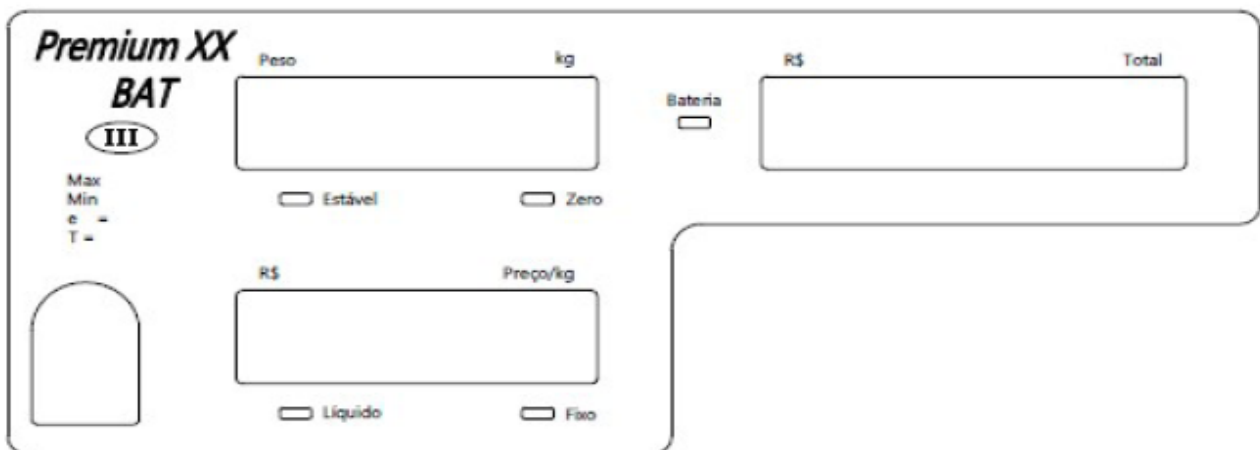 Premium XX
BAT
III
Max
Min
e =
T =
Peso kg
Estável Zero
R$ Preço/kg
Líquido Fixo
Bateria
R$ Total